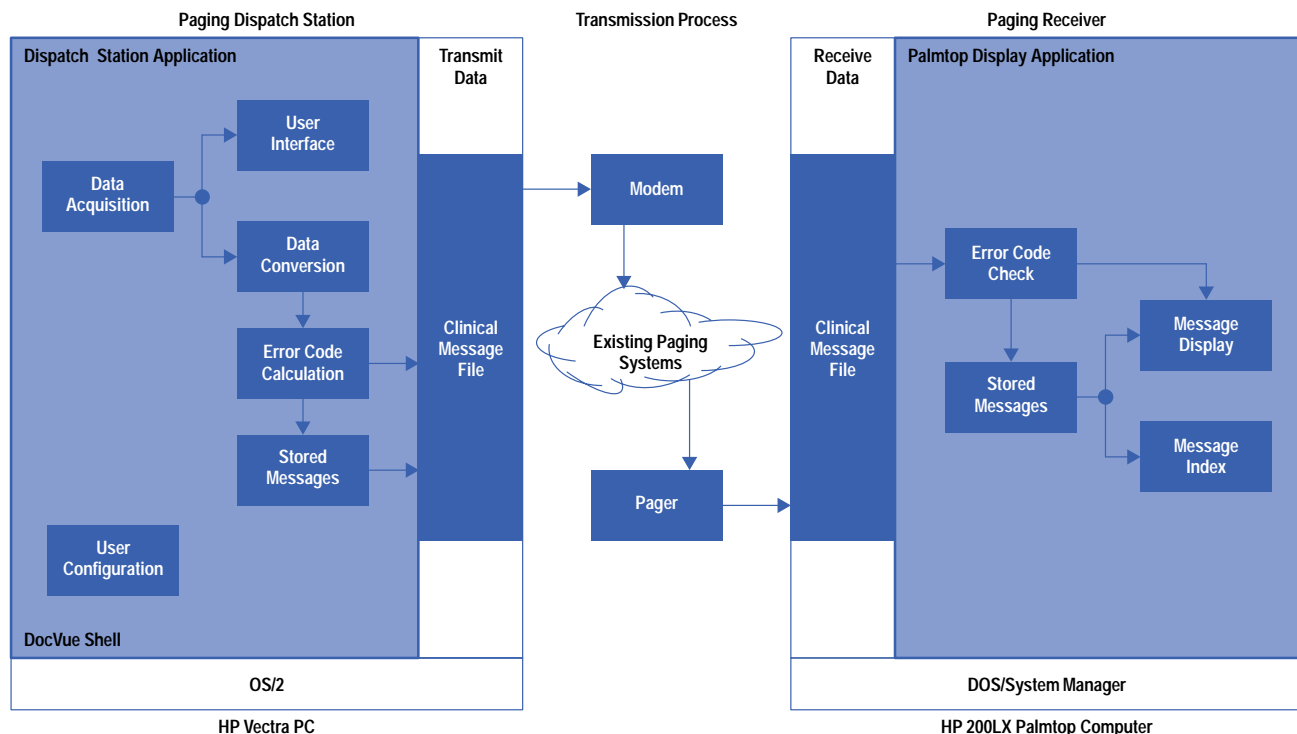 Paging Dispatch Station
Transmission Process
Paging Receiver
Dispatch Station Application
Transmit
Data
Receive
Data
Palmtop Display Application
User
Interface
Data
Acquisition
Modem
Data
Conversion
Error Code
Check
Clinical
Message
File
Existing Paging
Systems
Clinical
Message
File
Message
Display
Error Code
Calculation
Stored
Messages
Stored
Messages
Message
Index
Pager
User
Configuration
DocVue Shell
OS/2
DOS/System Manager
HP Vectra PC
HP 200LX Palmtop Computer